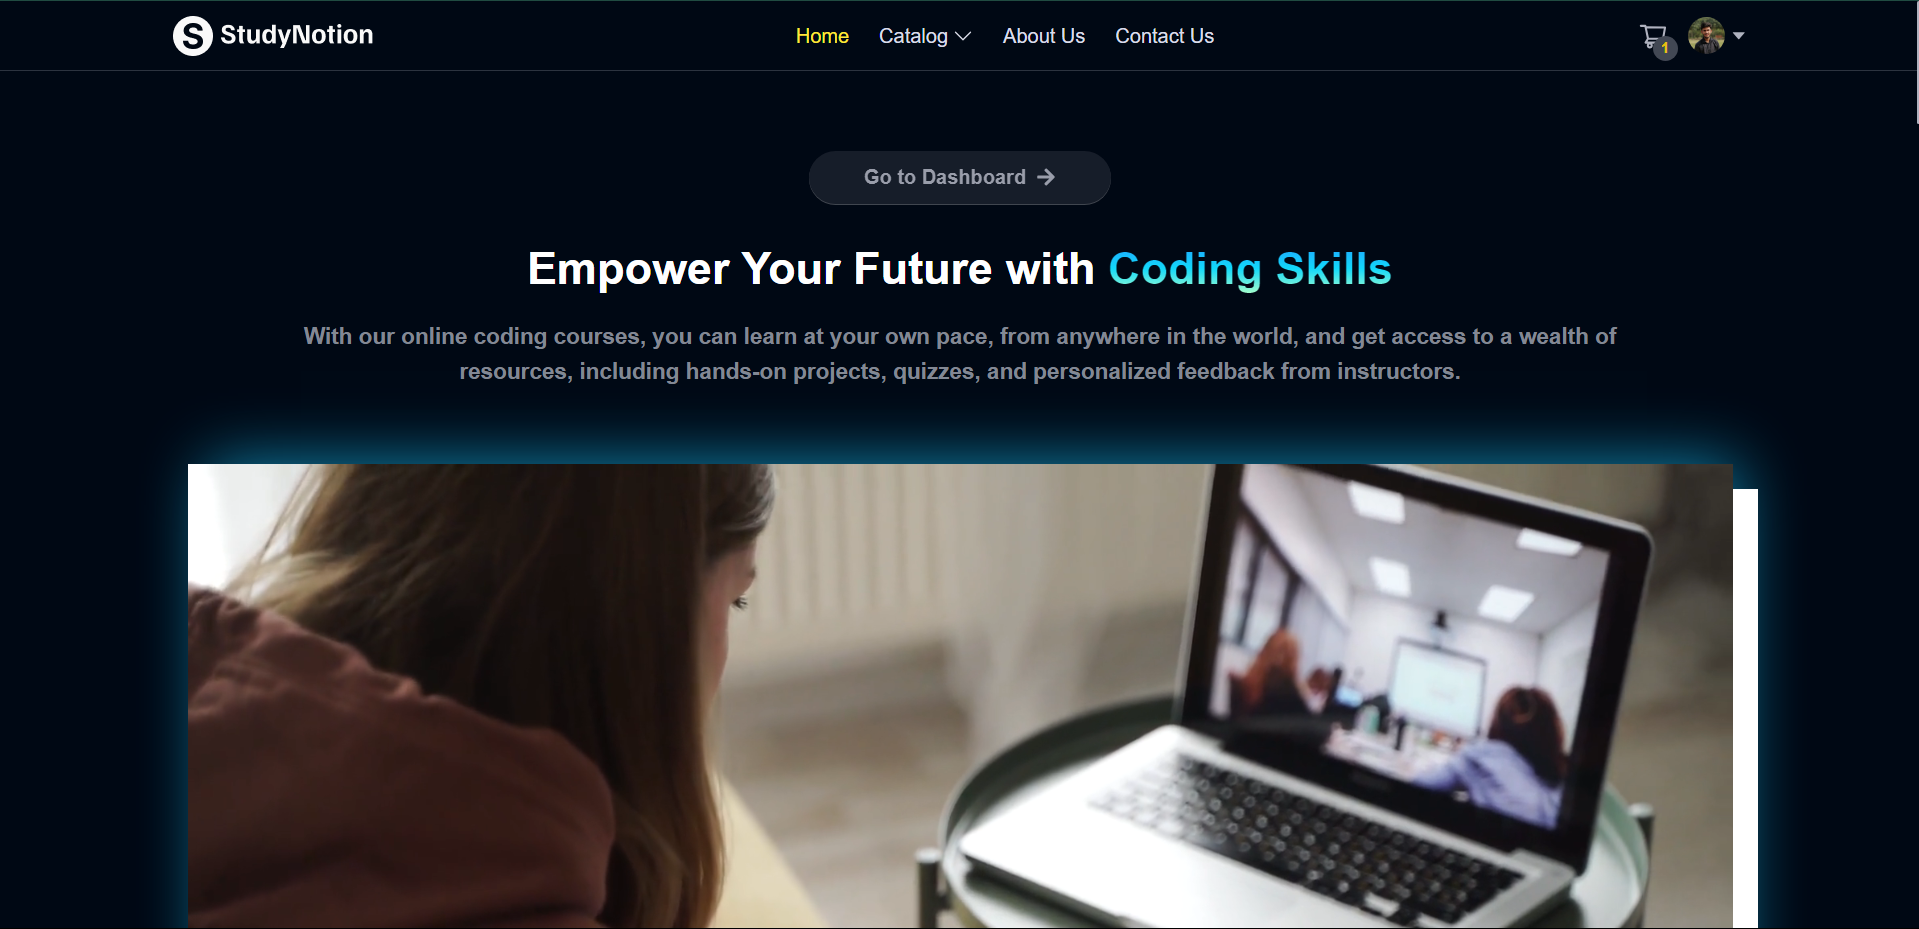 S StudyNotion
Home Catalog About Us Contact Us
1
Go to Dashboard
Empower Your Future with Coding Skills
With our online coding courses, you can learn at your own pace, from anywhere in the world, and get access to a wealth of
resources, including hands-on projects, quizzes, and personalized feedback from instructors.